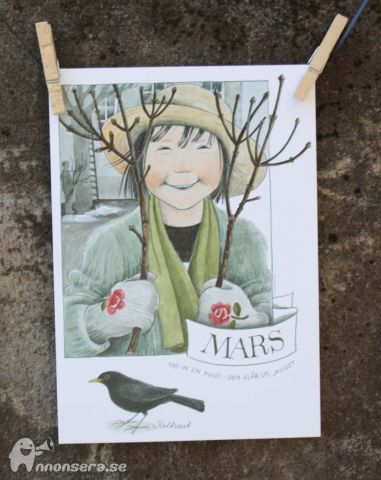 MARS
TAG IN EN KVIST - DEN SLÅR UT, JAVISST
Koltrast
Annonsera.se